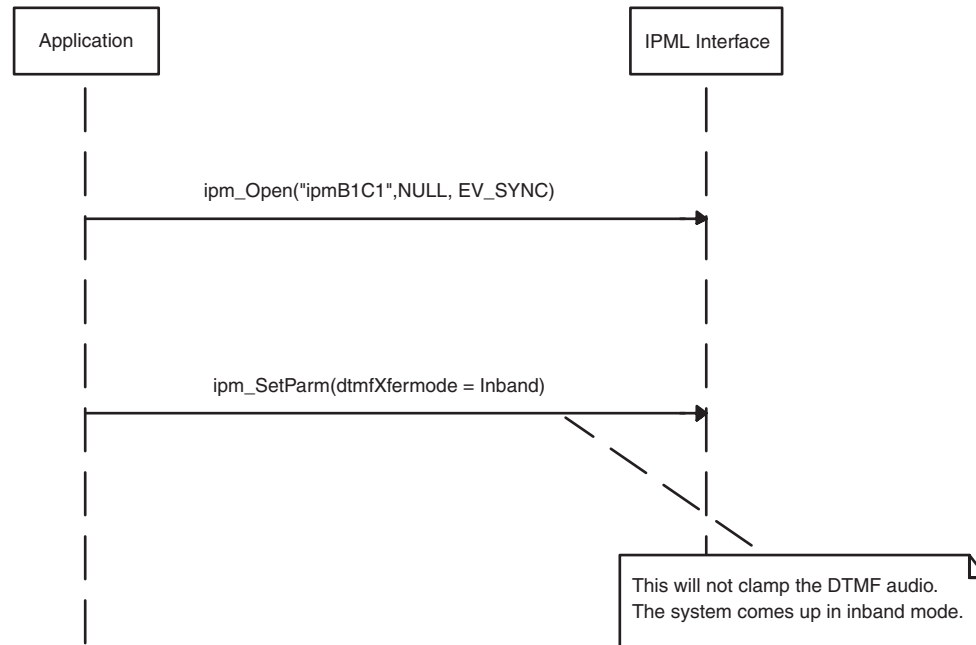 Application
IPML Interface
ipm_Open("ipmB1C1",NULL, EV_SYNC)
ipm_SetParm(dtmfXfermode = Inband)
This will not clamp the DTMF audio.
The system comes up in inband mode.